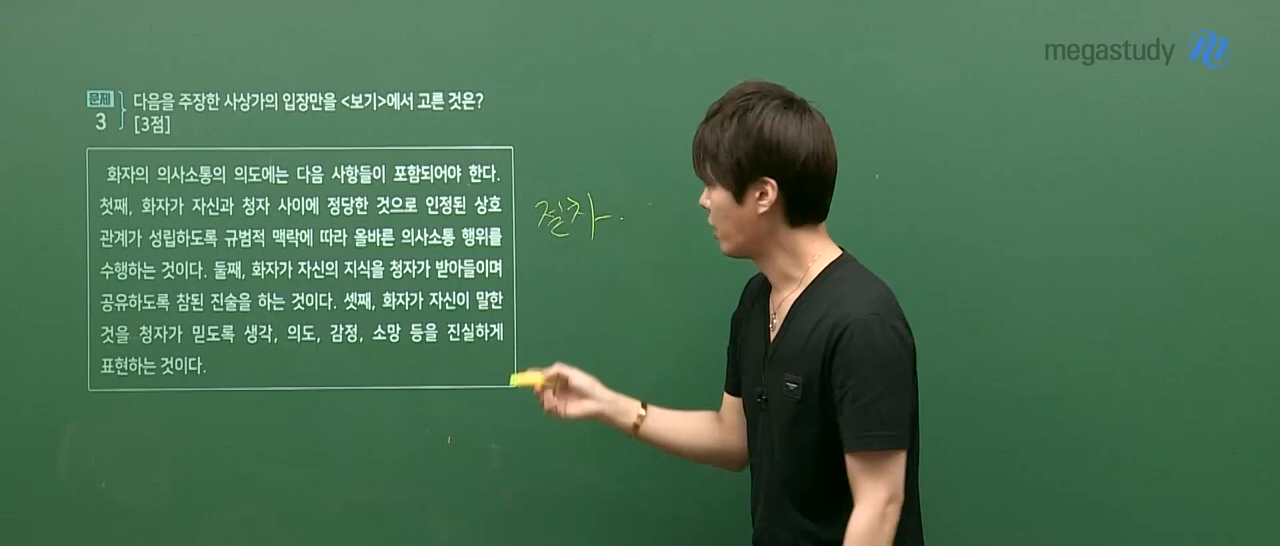 megastudy
문제
3
다음을 주장한 사상가의 입장만을 <보기>에서 고른 것은?
[3점]
화자의 의사소통의 의도에는 다음 사항들이 포함되어야 한다.
첫째, 화자가 자신과 청자 사이에 정당한 것으로 인정된 상호
관계가 성립하도록 규범적 맥락에 따라 올바른 의사소통 행위를
수행하는 것이다. 둘째, 화자가 자신의 지식을 청자가 받아들이며
공유하도록 참된 진술을 하는 것이다. 셋째, 화자가 자신이 말한
것을 청자가 믿도록 생각, 의도, 감정, 소망 등을 진실하게
표현하는 것이다.
절차.